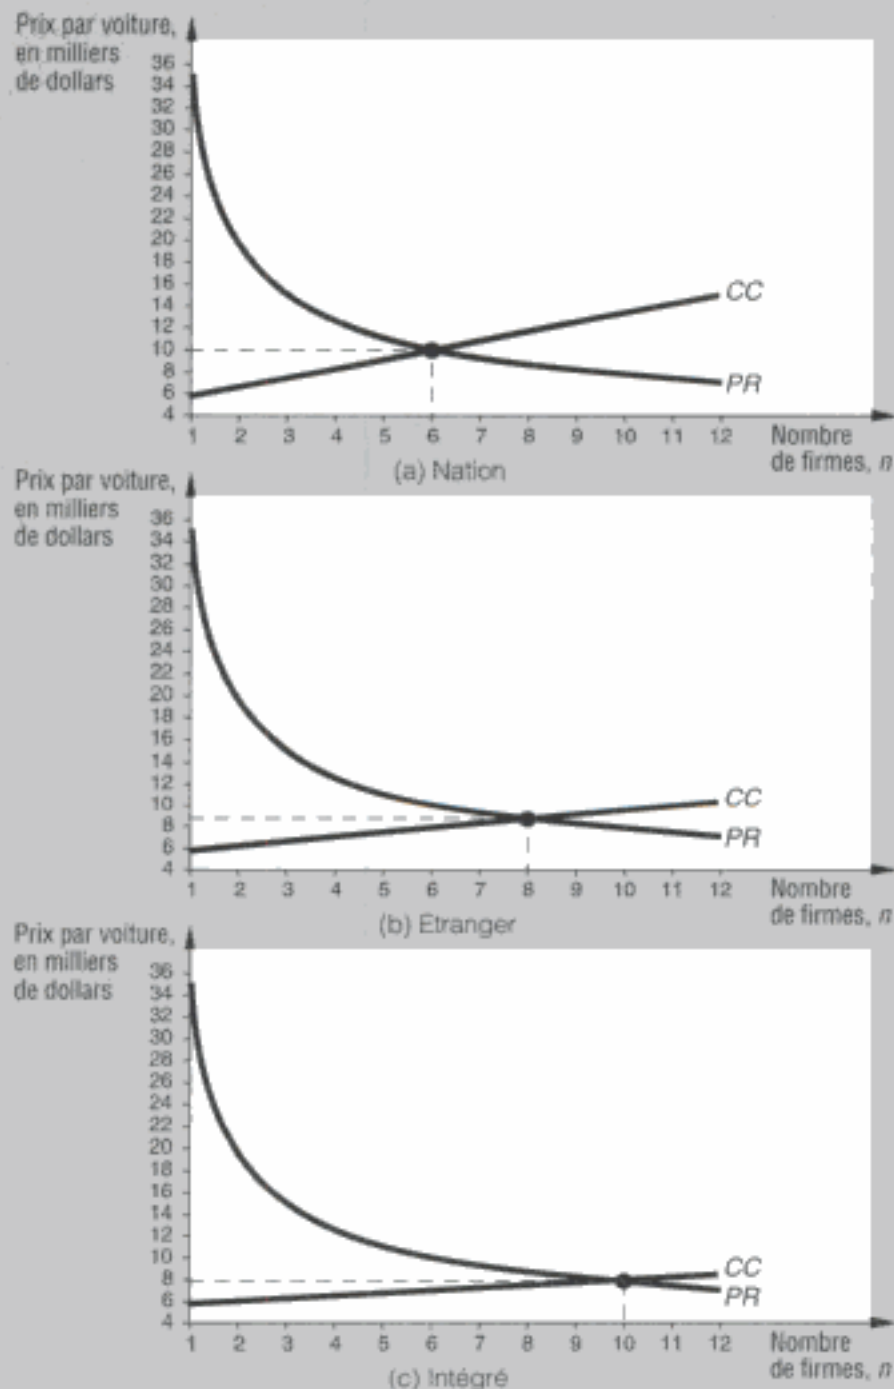 Prix par voiture,
en milliers
de dollars
36
34
32
30
28
26
24
22
20
18
16
14
12
10
8
6
4
CC
PR
1 2 3 4 5 6 7 8 9 10 11 12
Nombre
de firmes, n
(a) Nation
Prix par voiture,
en milliers
de dollars
36
34
32
30
28
26
24
22
20
18
16
14
12
10
8
6
4
CC
PR
1 2 3 4 5 6 7 8 9 10 11 12
Nombre
de firmes, n
(b) Etranger
Prix par voiture,
en milliers
de dollars
36
34
32
30
28
26
24
22
20
18
16
14
12
10
8
6
4
CC
PR
1 2 3 4 5 6 7 8 9 10 11 12
Nombre
de firmes, n
(c) Intégré